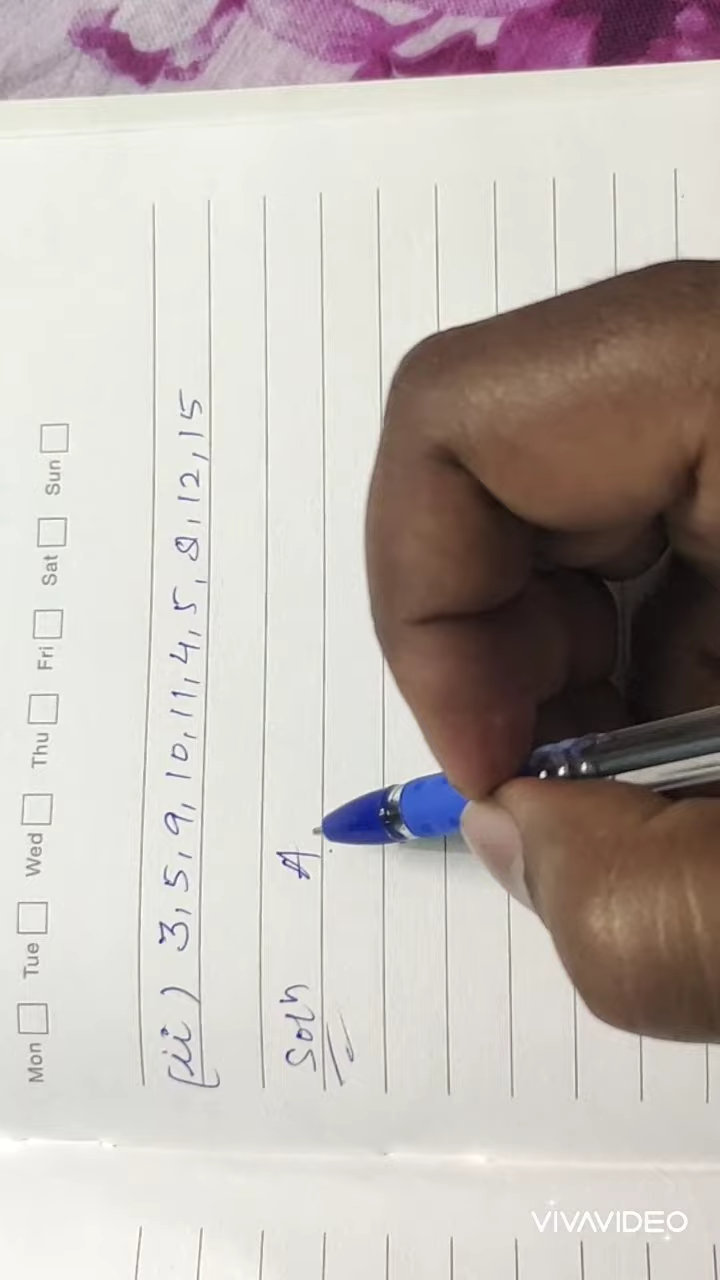 Mon Tue Wed Thu Fri Sat Sun
(ii) 3, 5, 9, 10, 11, 4, 5, 8, 12, 15
Soln A
VIVAVIDEO